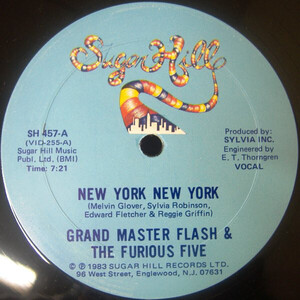 Sugar Hill
SH 457-A
(VID-255-A)
Sugar Hill Music
Publ. Ltd. (BMI)
Time: 7:21
Produced by:
SYLVIA INC.
Engineered by
E. T. Thorngren
VOCAL
NEW YORK NEW YORK
(Melvin Glover, Sylvia Robinson,
Edward Fletcher & Reggie Griffin)
GRAND MASTER FLASH &
THE FURIOUS FIVE
© ℗ 1983 SUGAR HILL RECORDS LTD.
96 West Street, Englewood, N.J. 07631